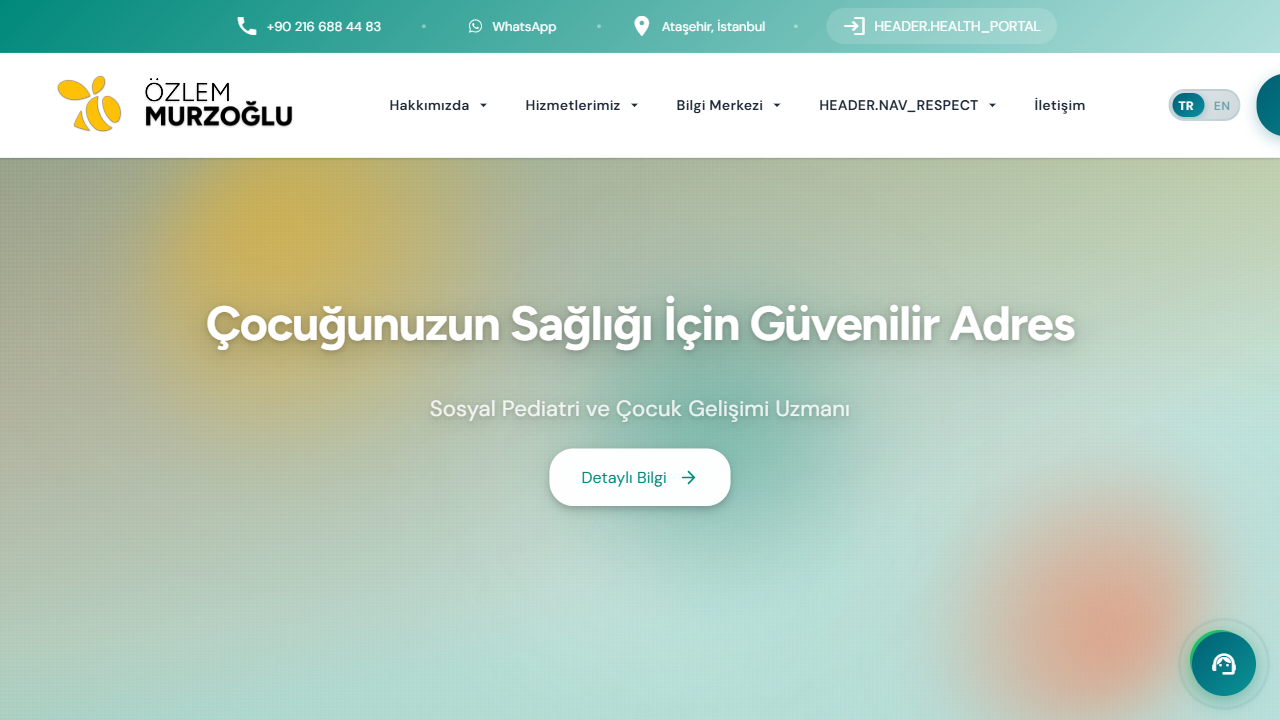 +90 216 688 44 83
WhatsApp
Ataşehir, İstanbul
HEADER.HEALTH_PORTAL
ÖZLEM
MURZOĞLU
Hakkımızda
Hizmetlerimiz
Bilgi Merkezi
HEADER.NAV_RESPECT
İletişim
TR
EN
Çocuğunuzun Sağlığı İçin Güvenilir Adres
Sosyal Pediatri ve Çocuk Gelişimi Uzmanı
Detaylı Bilgi